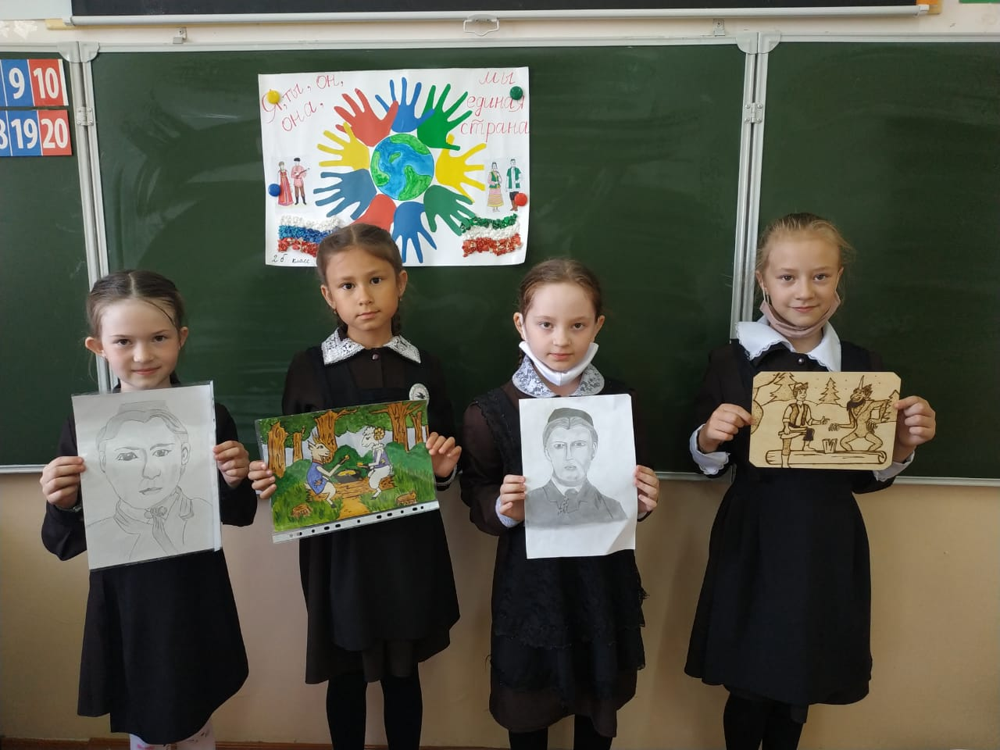 9 10
19 20
Я, ты, он,
она,
мы
единая
страна
2 б класс